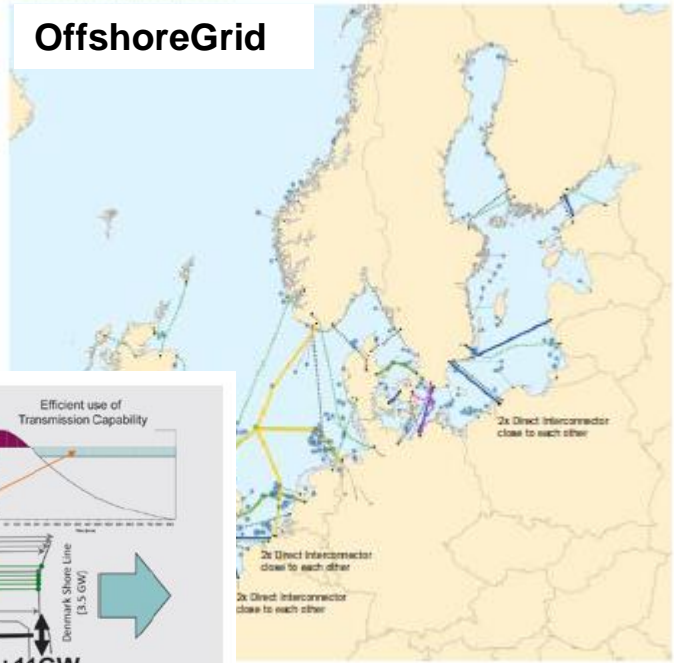 OffshoreGrid
Efficient use of
Transmission Capability
Denmark Shore Line
(3.5 GW)
11GW
2x Direct Interconnector
close to each other
2x Direct Interconnector
close to each other
2x Direct Interconnector
close to each other